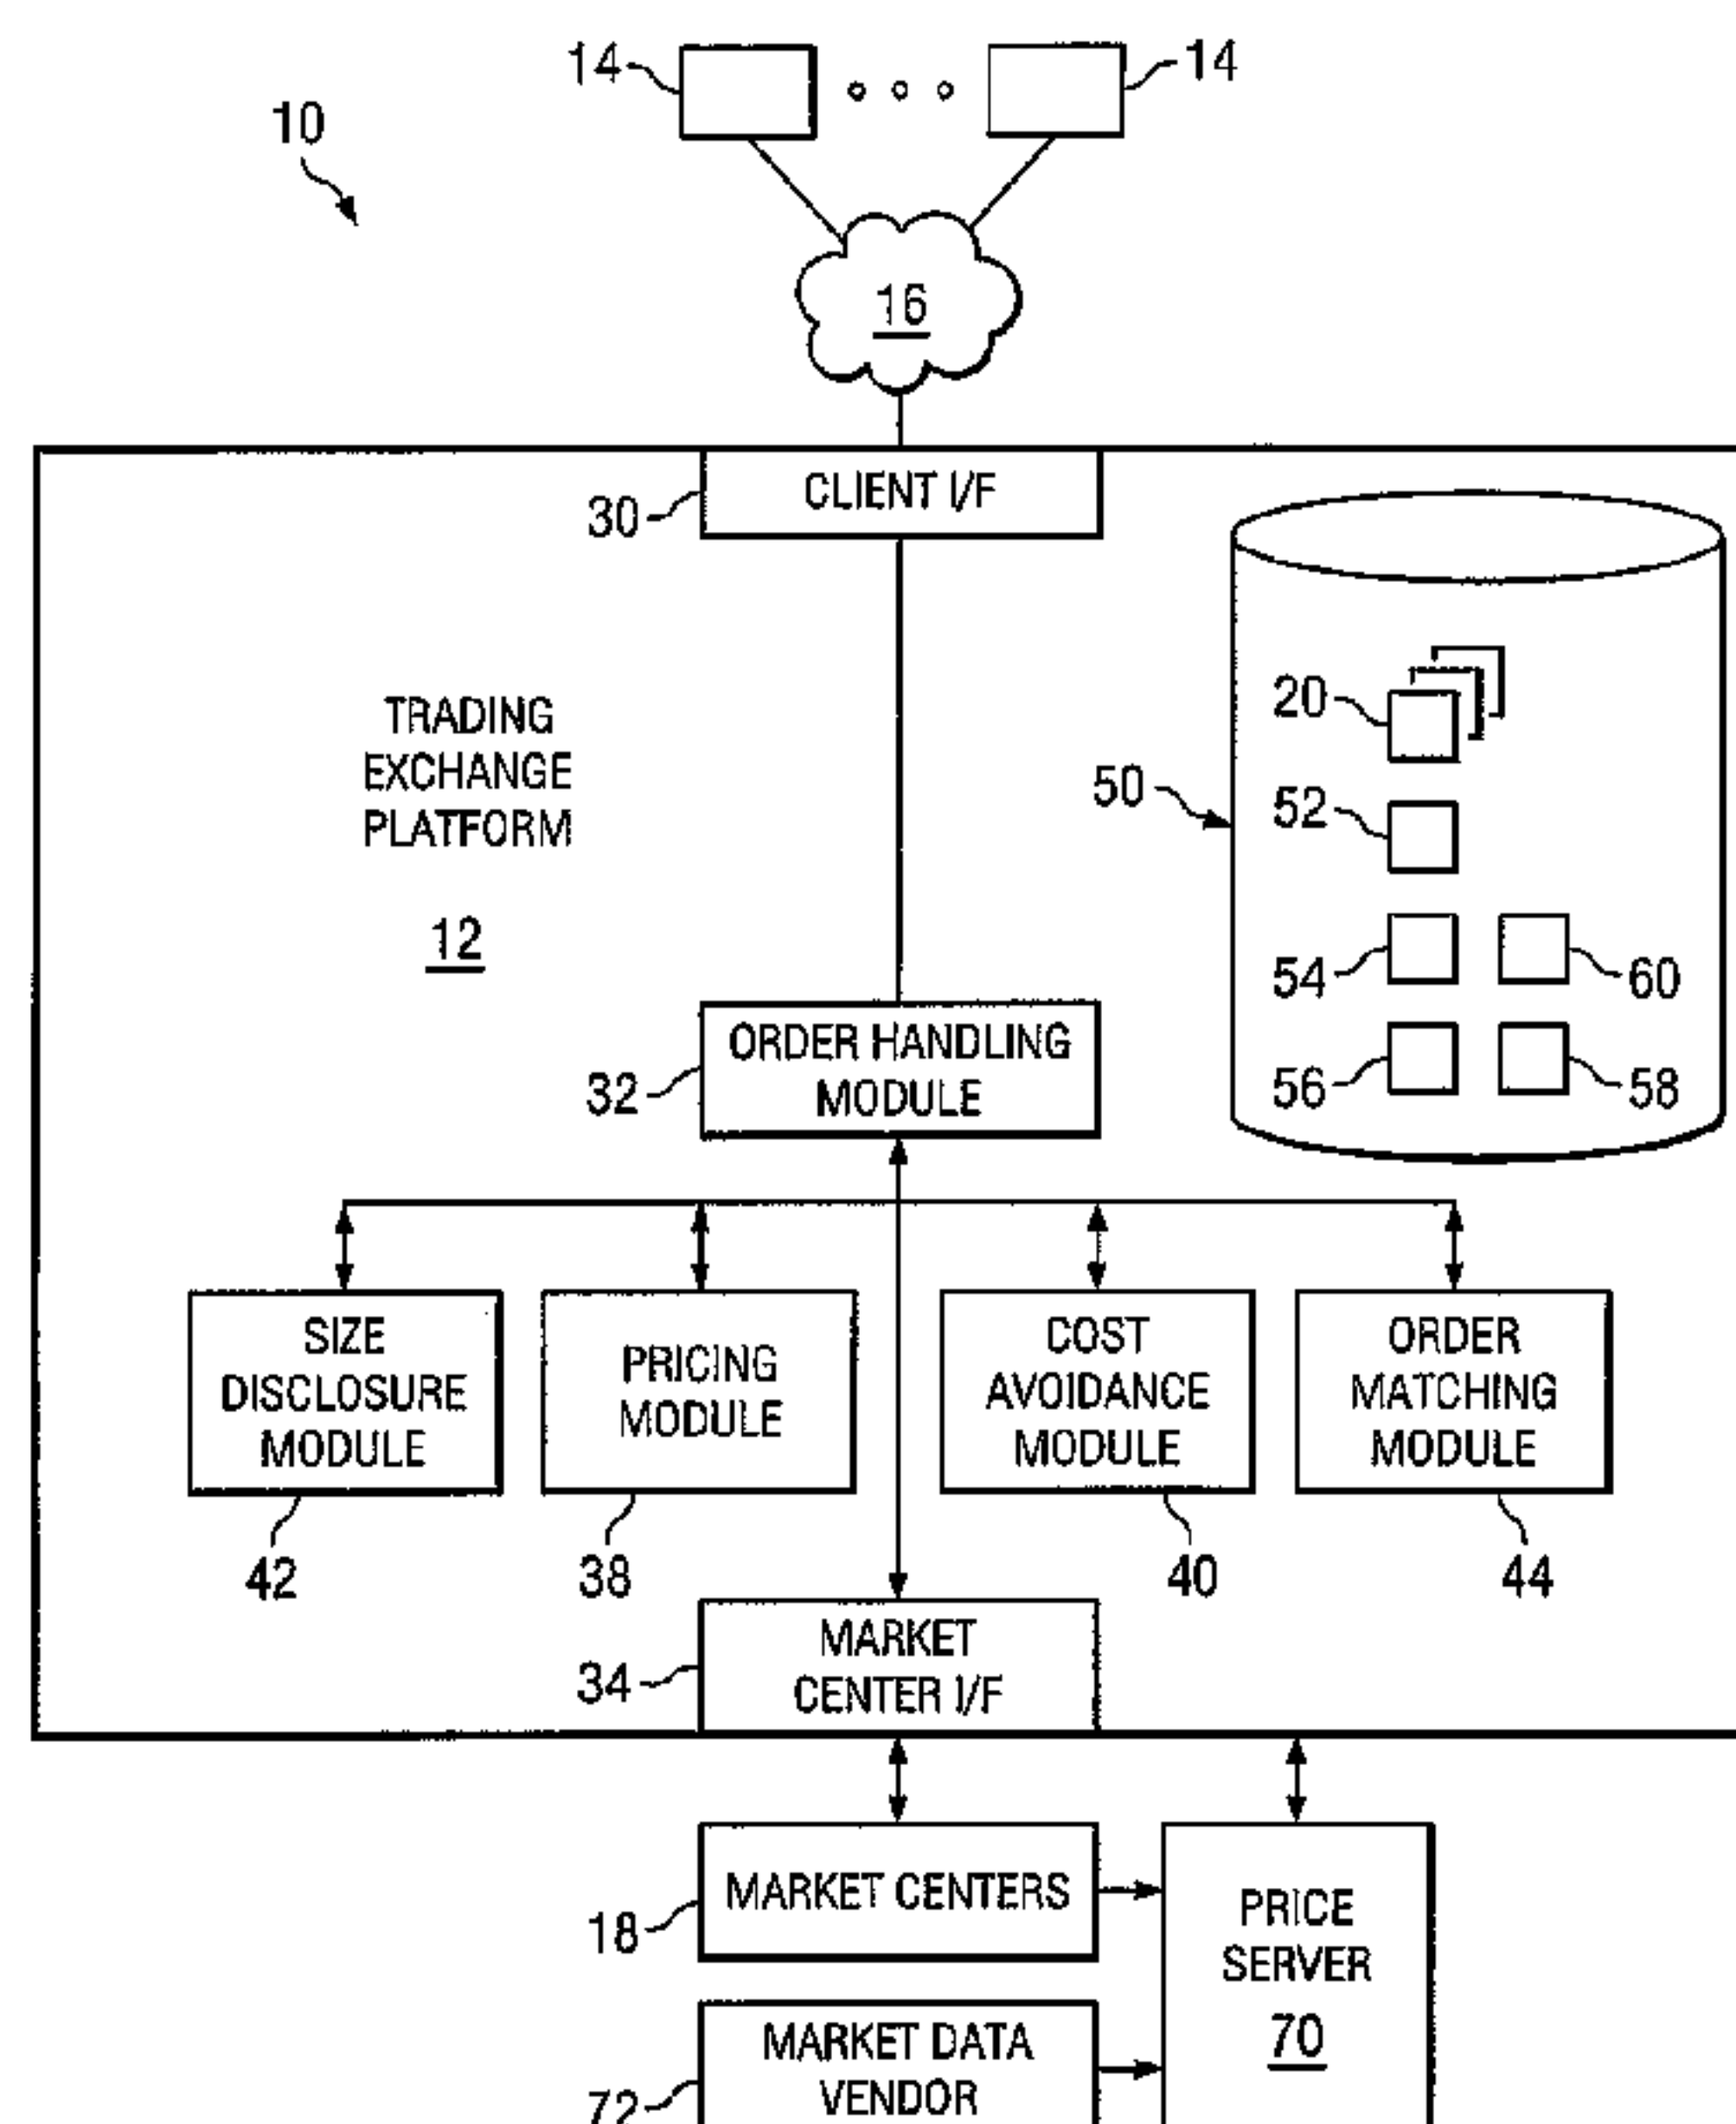 14
14
10
16
CLIENT I/F
30
TRADING
EXCHANGE
PLATFORM
12
20
50
52
54
60
56
58
ORDER HANDLING
MODULE
32
SIZE
DISCLOSURE
MODULE
PRICING
MODULE
COST
AVOIDANCE
MODULE
ORDER
MATCHING
MODULE
42
38
40
44
MARKET
CENTER I/F
34
MARKET CENTERS
18
PRICE
SERVER
70
MARKET DATA
VENDOR
72